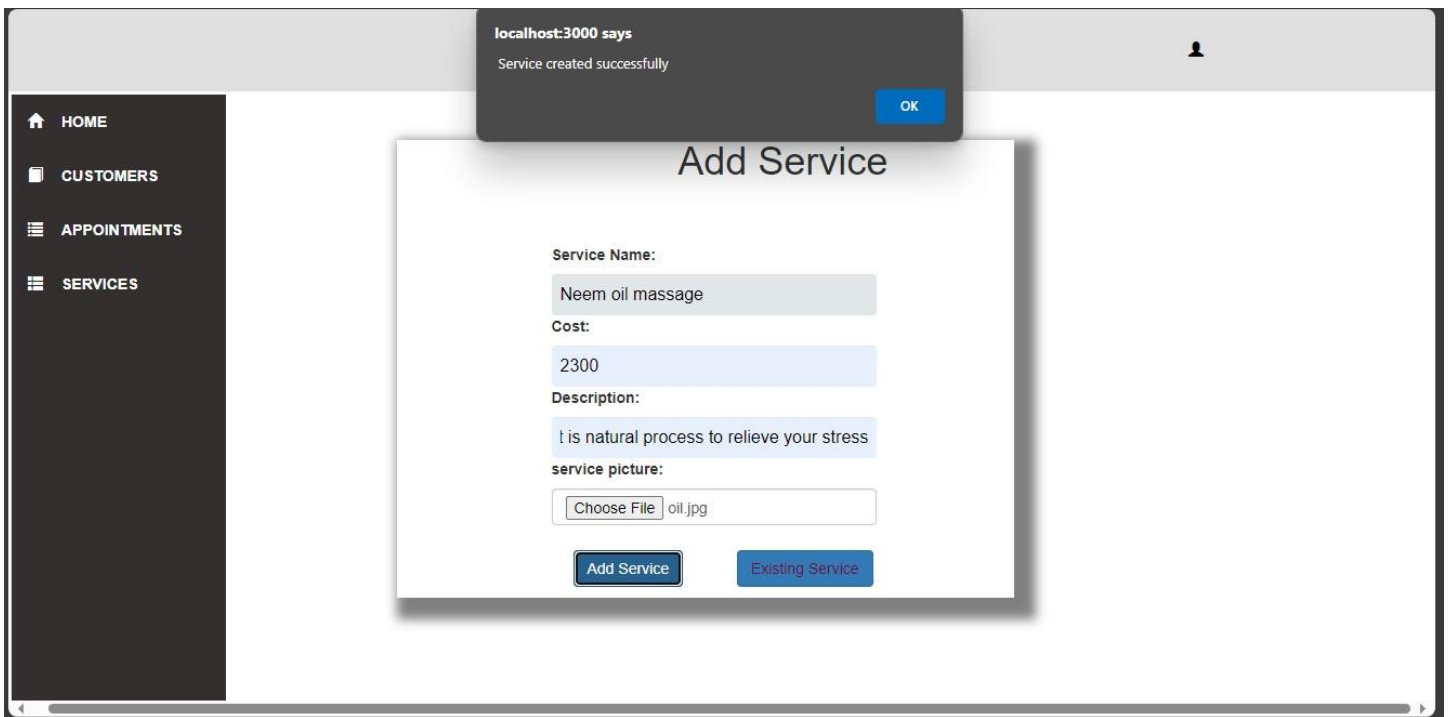 localhost:3000 says
Service created successfully
OK
HOME
CUSTOMERS
APPOINTMENTS
SERVICES
Add Service
Service Name:
Neem oil massage
Cost:
2300
Description:
t is natural process to relieve your stress
service picture:
Choose File oil.jpg
Add Service Existing Service